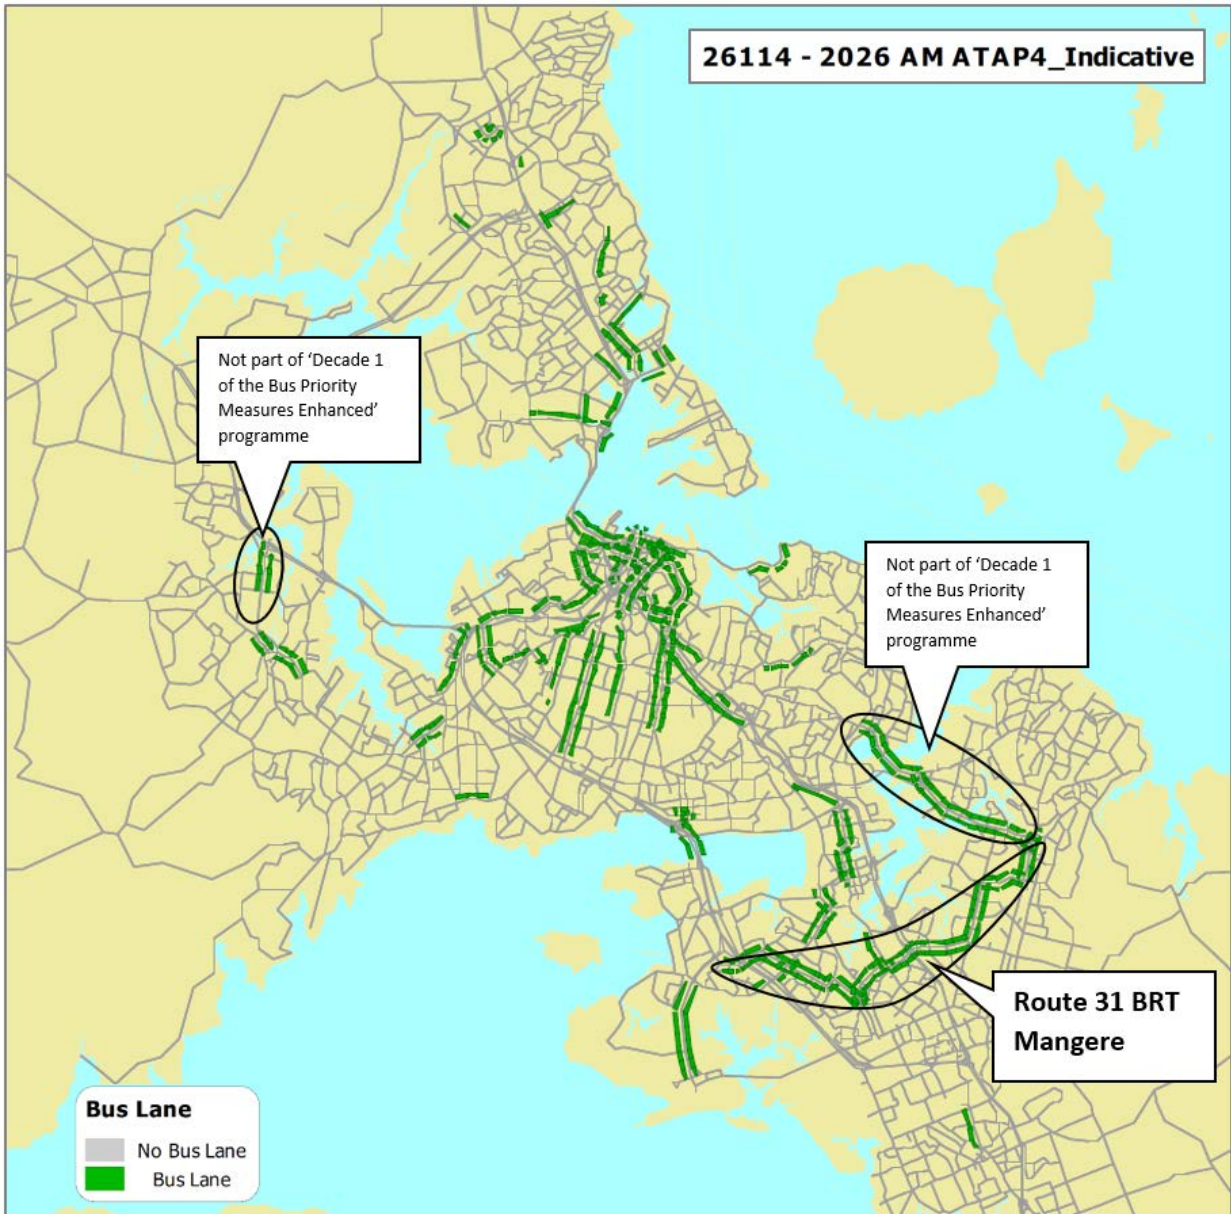 26114 - 2026 AM ATAP4_Indicative
Not part of ‘Decade 1
of the Bus Priority
Measures Enhanced’
programme
Not part of ‘Decade 1
of the Bus Priority
Measures Enhanced’
programme
Route 31 BRT
Mangere
Bus Lane
No Bus Lane
Bus Lane